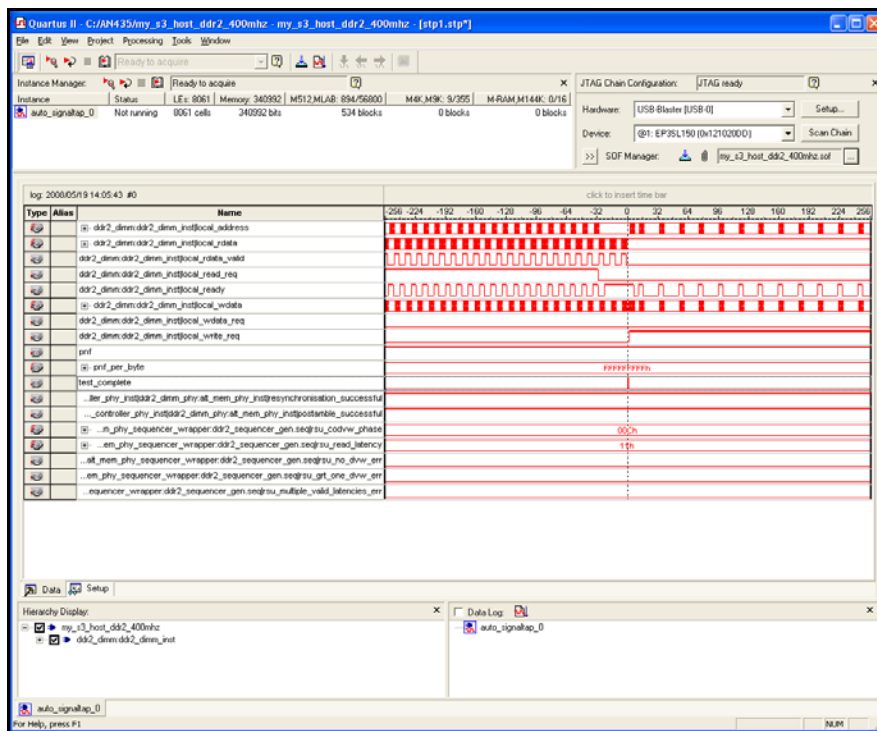 Quartus II - C:/AN435/my_s3_host_ddr2_400mhz - my_s3_host_ddr2_400mhz - [stp1.stp*]
File Edit View Project Processing Tools Window
Ready to acquire
Instance Manager: Ready to acquire
JTAG Chain Configuration: JTAG ready
Instance Status LEs: 8061 Memory: 340992 M512,MLAB: 894/56800 M4K,M9K: 9/355 M-RAM,M144K: 0/16
auto_signaltap_0 Not running 8061 cells 340992 bits 534 blocks 0 blocks 0 blocks
Hardware: USB-Blaster [USB-0] Setup...
Device: @1: EP3SL150 (0x121020DD) Scan Chain
>> SOF Manager: my_s3_host_ddr2_400mhz.sof ...
log: 2008/05/19 14:05:43 #0 click to insert time bar
Type Alias Name -256 -224 -192 -160 -128 -96 -64 -32 0 32 64 96 128 160 192 224 256
ddr2_dimm:ddr2_dimm_inst|local_address
ddr2_dimm:ddr2_dimm_inst|local_rdata
ddr2_dimm:ddr2_dimm_inst|local_rdata_valid
ddr2_dimm:ddr2_dimm_inst|local_read_req
ddr2_dimm:ddr2_dimm_inst|local_ready
ddr2_dimm:ddr2_dimm_inst|local_wdata
ddr2_dimm:ddr2_dimm_inst|local_wdata_req
ddr2_dimm:ddr2_dimm_inst|local_write_req
pnf
pnf_per_byte
test_complete
...ller_phy_inst|ddr2_dimm_phy:alt_mem_phy_inst|resynchronisation_successful
..._controller_phy_inst|ddr2_dimm_phy:alt_mem_phy_inst|postamble_successful
...m_phy_sequencer_wrapper:ddr2_sequencer_gen.seq|rsu_codvw_phase 00Ch
...em_phy_sequencer_wrapper:ddr2_sequencer_gen.seq|rsu_read_latency
...alt_mem_phy_sequencer_wrapper:ddr2_sequencer_gen.seq|rsu_no_dvw_err
...em_phy_sequencer_wrapper:ddr2_sequencer_gen.seq|rsu_grt_one_dvw_err
...equencer_wrapper:ddr2_sequencer_gen.seq|rsu_multiple_valid_latencies_err
Data Setup
Hierarchy Display: Data Log:
my_s3_host_ddr2_400mhz auto_signaltap_0
ddr2_dimm:ddr2_dimm_inst
auto_signaltap_0
For Help, press F1 NUM